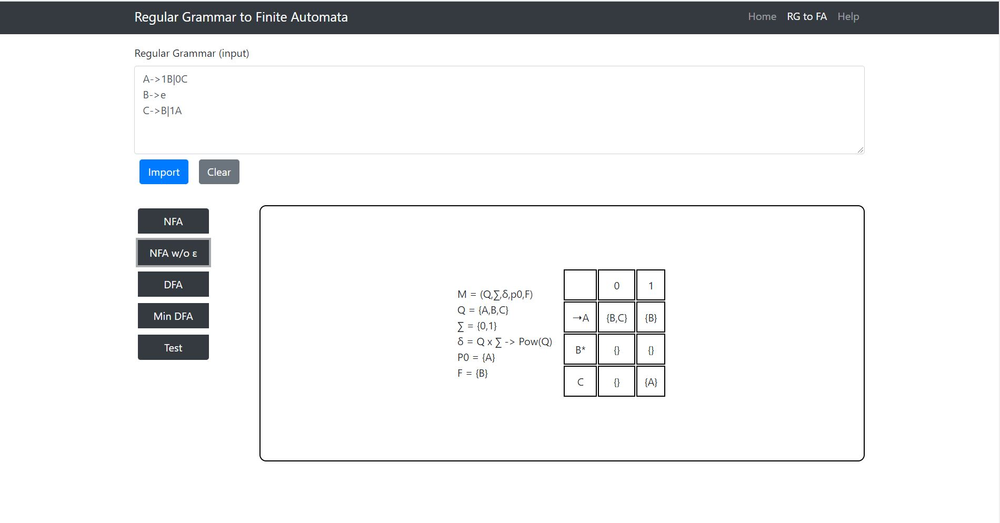 Regular Grammar to Finite Automata
Home RG to FA Help
Regular Grammar (input)
A->1B|0C
B->e
C->B|1A
Import Clear
NFA
NFA w/o ε
DFA
Min DFA
Test
M = (Q,∑,δ,p0,F)
Q = {A,B,C}
∑ = {0,1}
δ = Q x ∑ -> Pow(Q)
P0 = {A}
F = {B}
0 1
→A {B,C} {B}
B* {} {}
C {} {A}